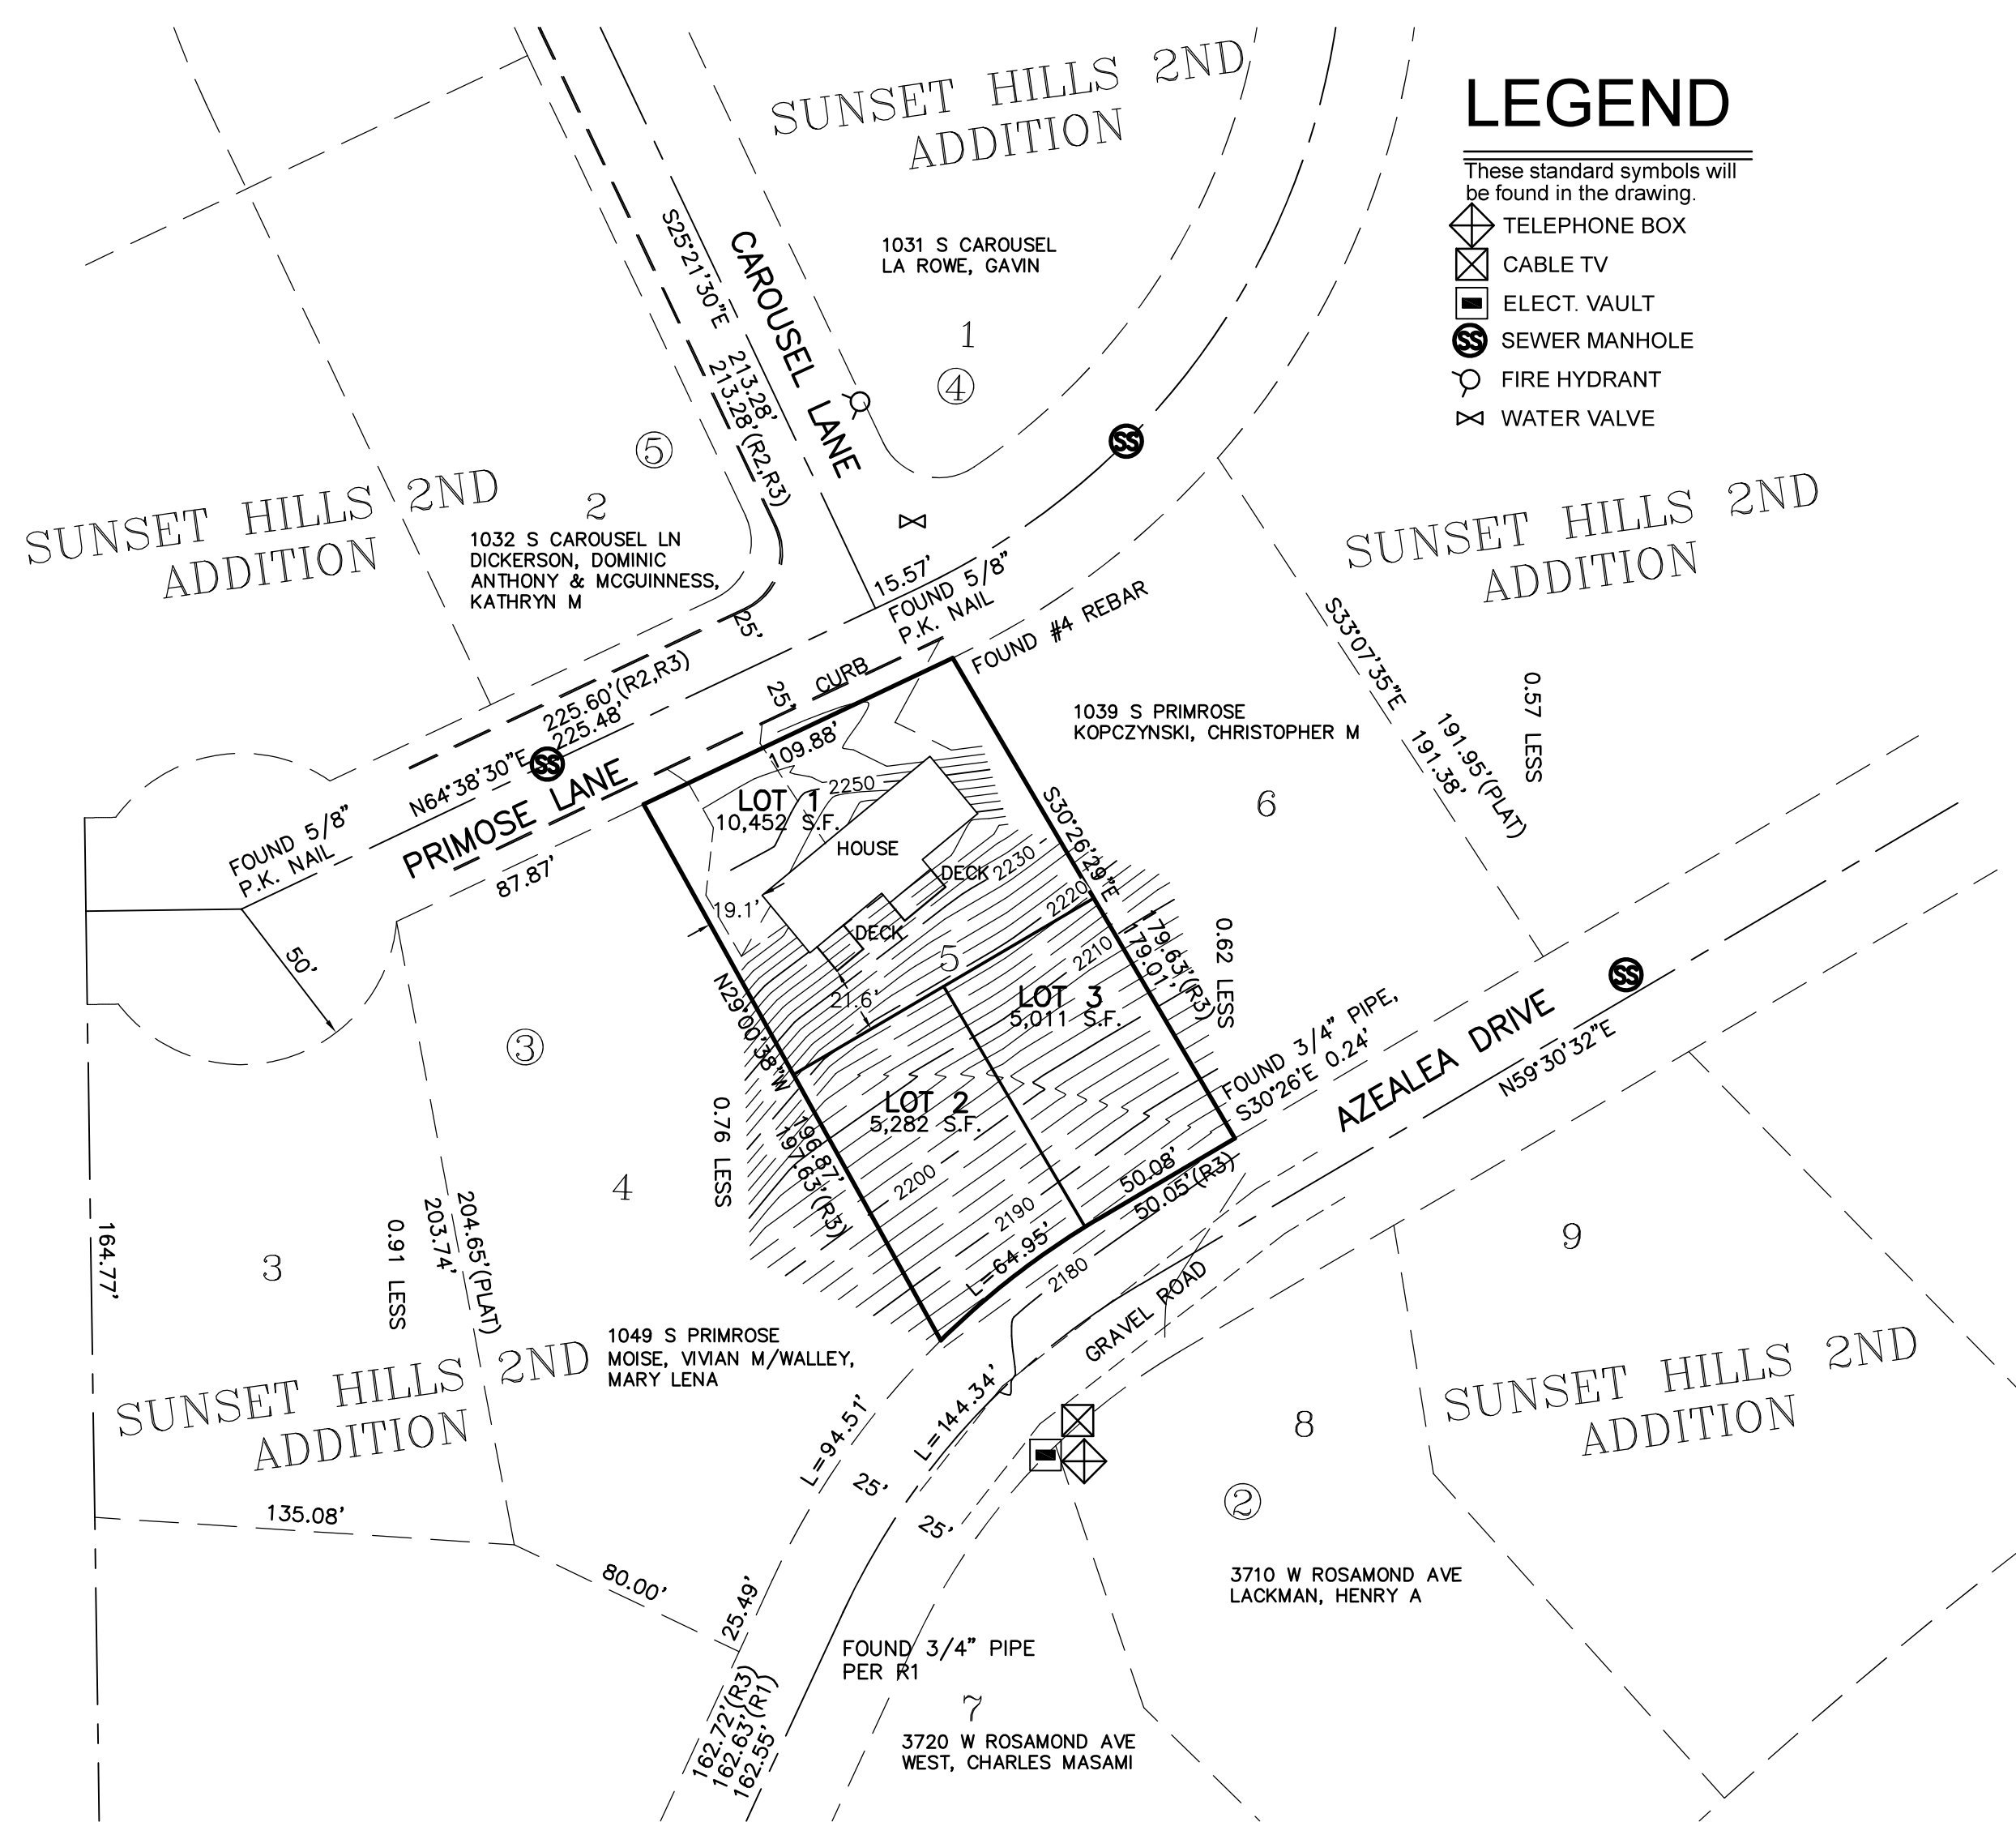 SUNSET HILLS 2ND
ADDITION
LEGEND
These standard symbols will
be found in the drawing.
TELEPHONE BOX
CABLE TV
ELECT. VAULT
SS SEWER MANHOLE
FIRE HYDRANT
WATER VALVE
S25°21'30"E
213.28'
213.28'(R2,R3)
CAROUSEL LANE
1031 S CAROUSEL
LA ROWE, GAVIN
1
4
SS
5
2
SUNSET HILLS 2ND
ADDITION
1032 S CAROUSEL LN
DICKERSON, DOMINIC
ANTHONY & MCGUINNESS,
KATHRYN M
25'
15.57'
FOUND 5/8"
P.K. NAIL
FOUND #4 REBAR
SUNSET HILLS 2ND
ADDITION
S33°07'35"E
191.95'(PLAT)
191.38'
0.57 LESS
225.60'(R2,R3)
225.48'
N64°38'30"E
SS
25'
CURB
PRIMOSE LANE
FOUND 5/8"
P.K. NAIL
87.87'
50'
109.88'
1039 S PRIMROSE
KOPCZYNSKI, CHRISTOPHER M
6
LOT 1
10,452 S.F.
2250
HOUSE
DECK
2230
2220
S30°26'29"E
19.1'
DECK
5
2210
179.63'(R3)
179.01'
0.62 LESS
21.6'
N29°00'38"W
LOT 3
5,011 S.F.
SS
FOUND 3/4" PIPE,
S30°26'E 0.24'
AZEALEA DRIVE
N59°30'32"E
3
LOT 2
5,282 S.F.
0.76 LESS
196.87'
197.63'(R3)
2200
2190
50.08'
50.05'(R3)
L=64.95'
2180
GRAVEL ROAD
4
3
164.77'
0.91 LESS
204.65'(PLAT)
203.74'
9
SUNSET HILLS 2ND
ADDITION
1049 S PRIMROSE
MOISE, VIVIAN M/WALLEY,
MARY LENA
L=94.51'
L=144.34'
25'
25'
8
2
SUNSET HILLS 2ND
ADDITION
135.08'
80.00'
25.49'
3710 W ROSAMOND AVE
LACKMAN, HENRY A
FOUND 3/4" PIPE
PER R1
162.72'(R3)
162.63'(R1)
162.55'
7
3720 W ROSAMOND AVE
WEST, CHARLES MASAMI